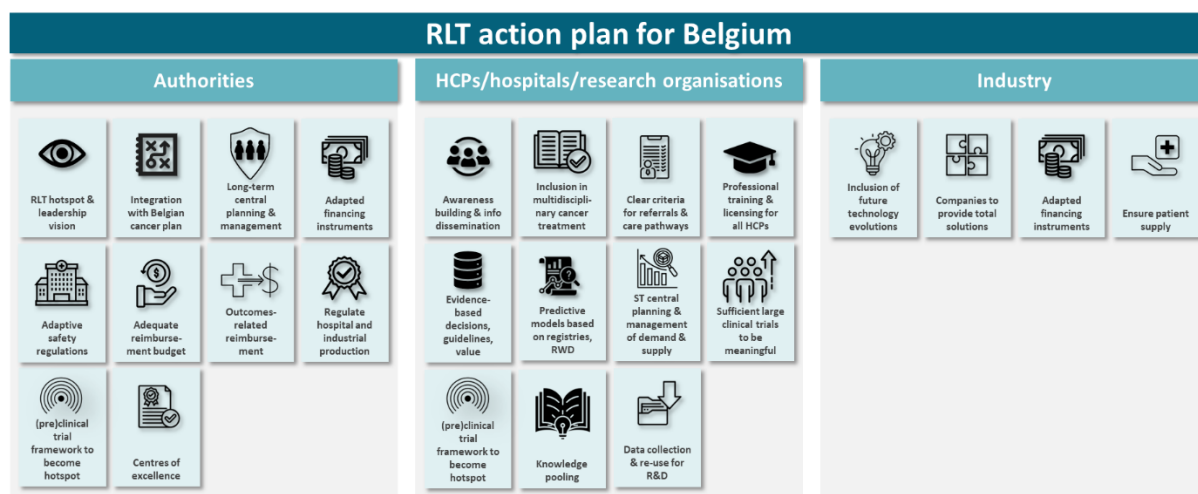 RLT action plan for Belgium
Authorities
RLT hotspot &
leadership
vision
Integration
with Belgian
cancer plan
Long-term
central
planning &
management
Adapted
financing
instruments
Adaptive
safety
regulations
Adequate
reimburse-
ment budget
Outcomes-
related
reimburse-
ment
Regulate
hospital and
industrial
production
(pre)clinical
trial
framework to
become
hotspot
Centres of
excellence
HCPs/hospitals/research organisations
Awareness
building & info
dissemination
Inclusion in
multidiscipli-
nary cancer
treatment
Clear criteria
for referrals &
care pathways
Professional
training &
licensing for
all HCPs
Evidence-
based
decisions,
guidelines,
value
Predictive
models based
on registries,
RWD
ST central
planning &
management
of demand &
supply
Sufficient large
clinical trials
to be
meaningful
(pre)clinical
trial
framework to
become
hotspot
Knowledge
pooling
Data collection
& re-use for
R&D
Industry
Inclusion of
future
technology
evolutions
Companies to
provide total
solutions
Adapted
financing
instruments
Ensure patient
supply